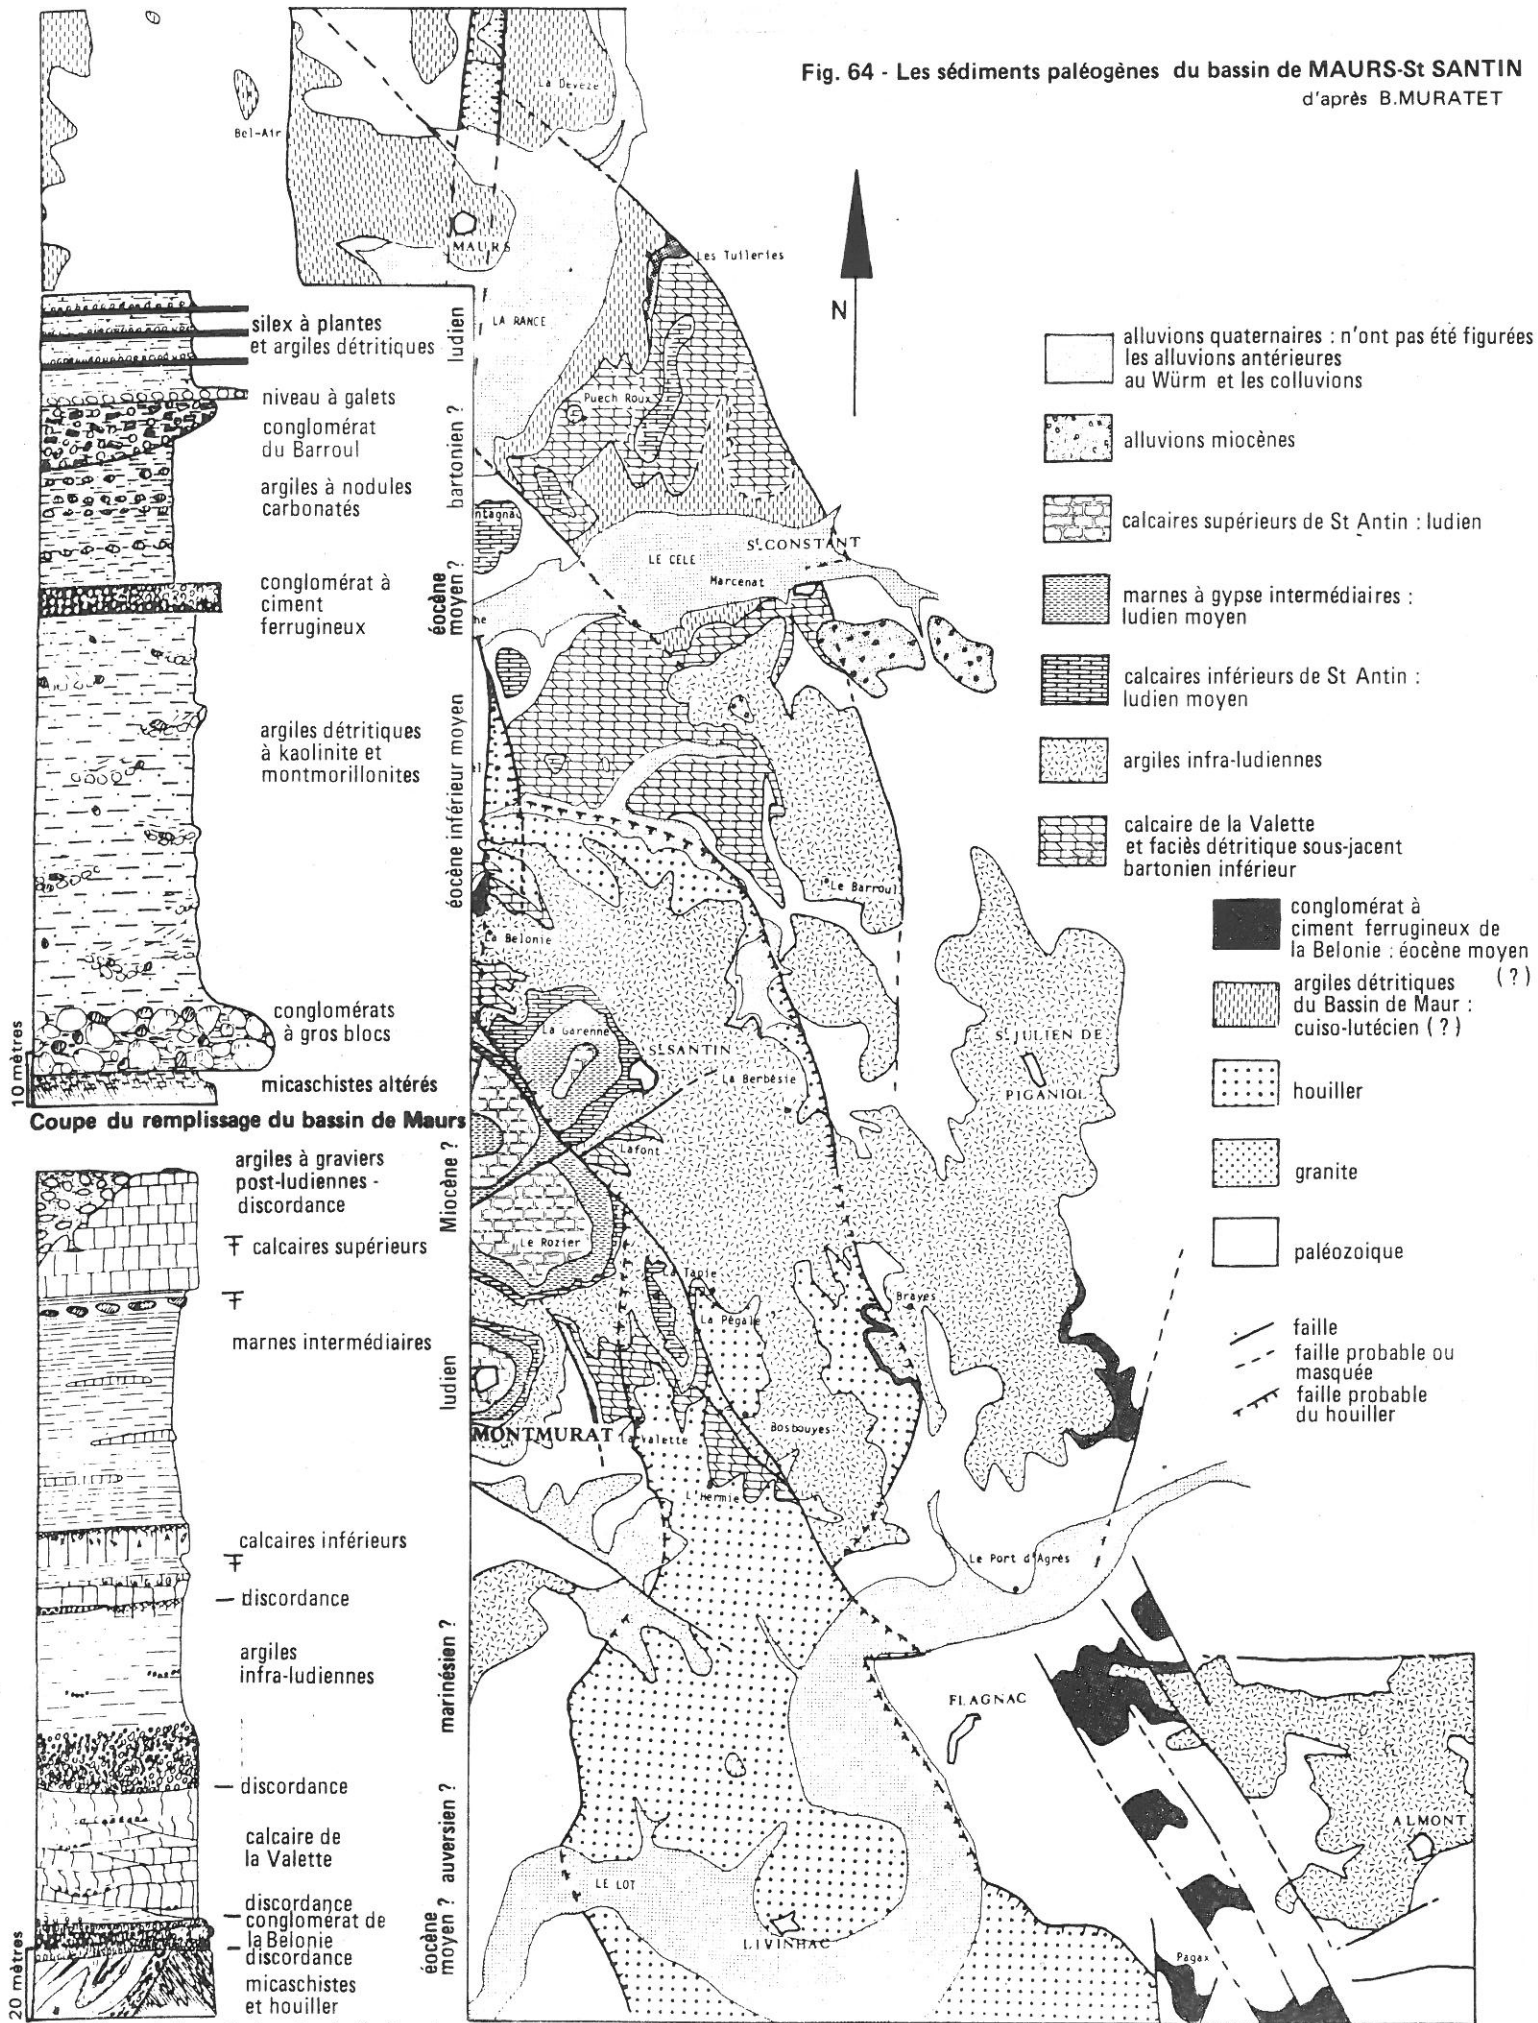 Fig. 64 - Les sédiments paléogènes du bassin de MAURS-St SANTIN
d'après B.MURATET
silex à plantes
et argiles détritiques
niveau à galets
conglomérat
du Barroul
argiles à nodules
carbonatés
conglomérat à
ciment
ferrugineux
argiles détritiques
à kaolinite et
montmorillonites
conglomérats
à gros blocs
micaschistes altérés
10 mètres
ludien
bartonien ?
éocène
moyen ?
éocène inférieur moyen
Coupe du remplissage du bassin de Maurs
argiles à graviers
post-ludiennes -
discordance
calcaires supérieurs
marnes intermédiaires
calcaires inférieurs
discordance
argiles
infra-ludiennes
discordance
calcaire de
la Valette
discordance
conglomérat de
la Belonie
discordance
micaschistes
et houiller
20 mètres
Miocène ?
ludien
marinésien ?
auversien ?
éocène
moyen ?
Bel-Air
La Devèze
MAURS
Les Tuileries
LA RANCE
Puech Roux
ntagnac
LE CELE
St CONSTANT
Marcenat
he
el
Le Barroul
La Belonie
La Garenne
St SANTIN
La Berbèsie
St JULIEN DE
PIGANIOL
Lafont
Le Rozier
La Tapie
La Pégale
Brayes
MONTMURAT
la Valette
Bosbouyes
L'Hermie
Le Port d'Agrès
FLAGNAC
ALMONT
LE LOT
LIVINHAC
Pagax
N
alluvions quaternaires : n'ont pas été figurées
les alluvions antérieures
au Würm et les colluvions
alluvions miocènes
calcaires supérieurs de St Antin : ludien
marnes à gypse intermédiaires :
ludien moyen
calcaires inférieurs de St Antin :
ludien moyen
argiles infra-ludiennes
calcaire de la Valette
et faciès détritique sous-jacent
bartonien inférieur
conglomérat à
ciment ferrugineux de
la Belonie : éocène moyen
(?)
argiles détritiques
du Bassin de Maur :
cuiso-lutécien (?)
houiller
granite
paléozoique
faille
faille probable ou
masquée
faille probable
du houiller